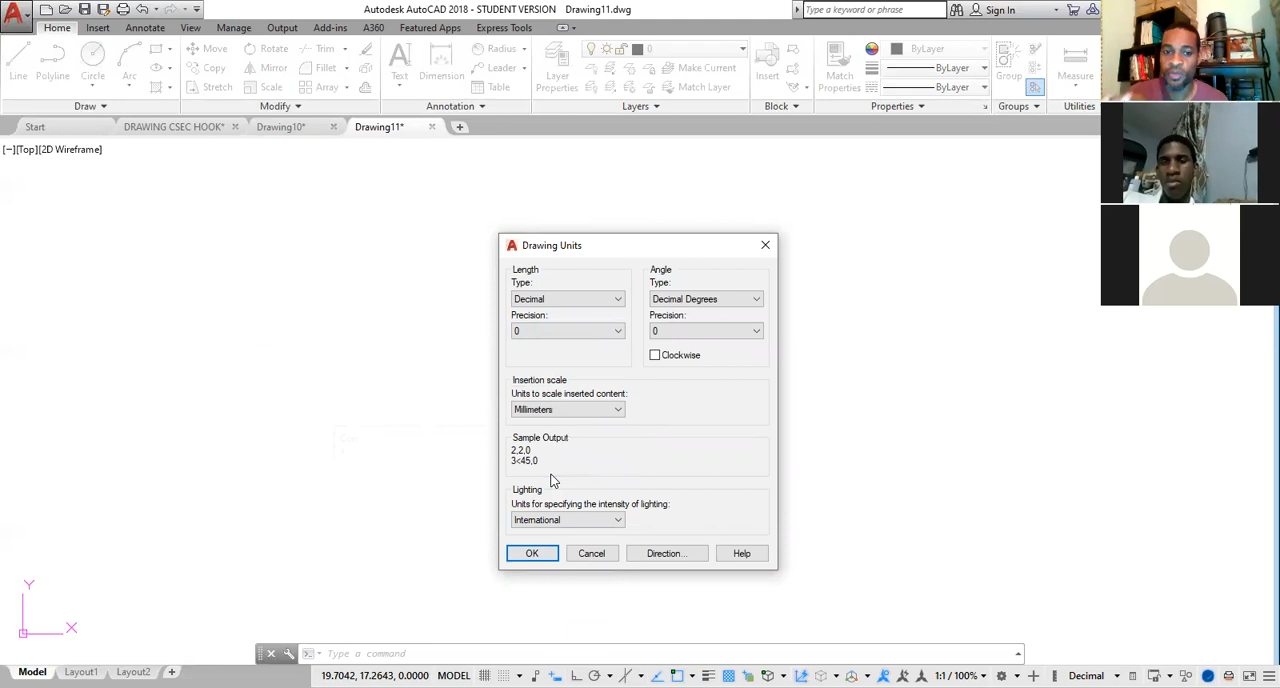 Autodesk AutoCAD 2018 - STUDENT VERSION Drawing11.dwg
Type a keyword or phrase
Sign In
Home Insert Annotate View Manage Output Add-ins A360 Featured Apps Express Tools
Line
Polyline
Circle
Arc
Move
Copy
Stretch
Rotate
Mirror
Scale
Trim
Fillet
Array
Text
Dimension
Radius
Leader
Table
Layer
Properties
0
Make Current
Match Layer
Insert
Match
Properties
ByLayer
ByLayer
ByLayer
Group
Measure
Draw Modify Annotation Layers Block Properties Groups Utilities
Start DRAWING CSEC HOOK* Drawing10* Drawing11*
[−][Top][2D Wireframe]
Drawing Units
Length
Type:
Decimal
Precision:
0
Angle
Type:
Decimal Degrees
Precision:
0
Clockwise
Insertion scale
Units to scale inserted content:
Millimeters
Sample Output
2,2,0
3<45,0
Lighting
Units for specifying the intensity of lighting:
International
OK Cancel Direction... Help
Y
X
Type a command
Model Layout1 Layout2 +
19.7042, 17.2643, 0.0000 MODEL 1:1 / 100% Decimal